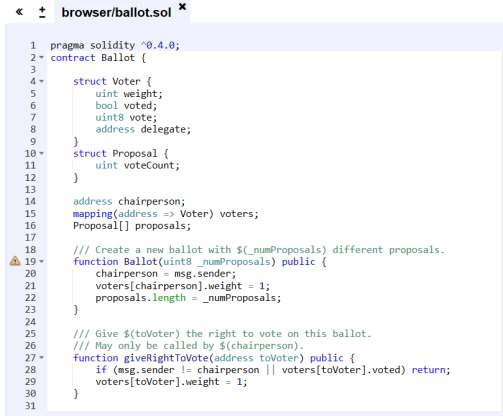 « ± browser/ballot.sol ✖
1 pragma solidity ^0.4.0;
2 contract Ballot {
3
4     struct Voter {
5         uint weight;
6         bool voted;
7         uint8 vote;
8         address delegate;
9     }
10     struct Proposal {
11         uint voteCount;
12     }
13
14     address chairperson;
15     mapping(address => Voter) voters;
16     Proposal[] proposals;
17
18     /// Create a new ballot with $(_numProposals) different proposals.
19     function Ballot(uint8 _numProposals) public {
20         chairperson = msg.sender;
21         voters[chairperson].weight = 1;
22         proposals.length = _numProposals;
23     }
24
25     /// Give $(toVoter) the right to vote on this ballot.
26     /// May only be called by $(chairperson).
27     function giveRightToVote(address toVoter) public {
28         if (msg.sender != chairperson || voters[toVoter].voted) return;
29         voters[toVoter].weight = 1;
30     }
31